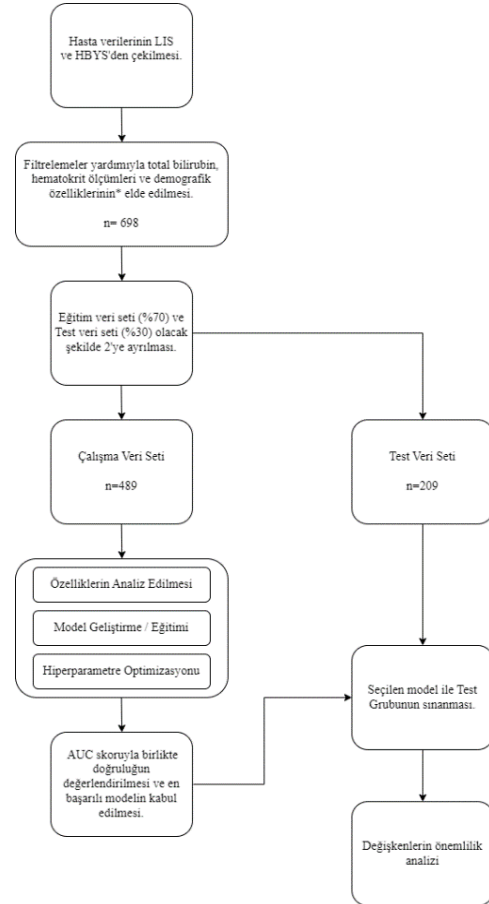 Hasta verilerinin LIS
ve HBYS'den çekilmesi.
Filtrelemeler yardımıyla total bilirubin,
hematokrit ölçümleri ve demografik
özelliklerinin* elde edilmesi.
n= 698
Eğitim veri seti (%70) ve
Test veri seti (%30) olacak
şekilde 2'ye ayrılması.
Çalışma Veri Seti
n=489
Test Veri Seti
n=209
Özelliklerin Analiz Edilmesi
Model Geliştirme / Eğitimi
Hiperparametre Optimizasyonu
Seçilen model ile Test
Grubunun sınanması.
AUC skoruyla birlikte
doğruluğun
değerlendirilmesi ve en
başarılı modelin kabul
edilmesi.
Değişkenlerin önemlilik
analizi